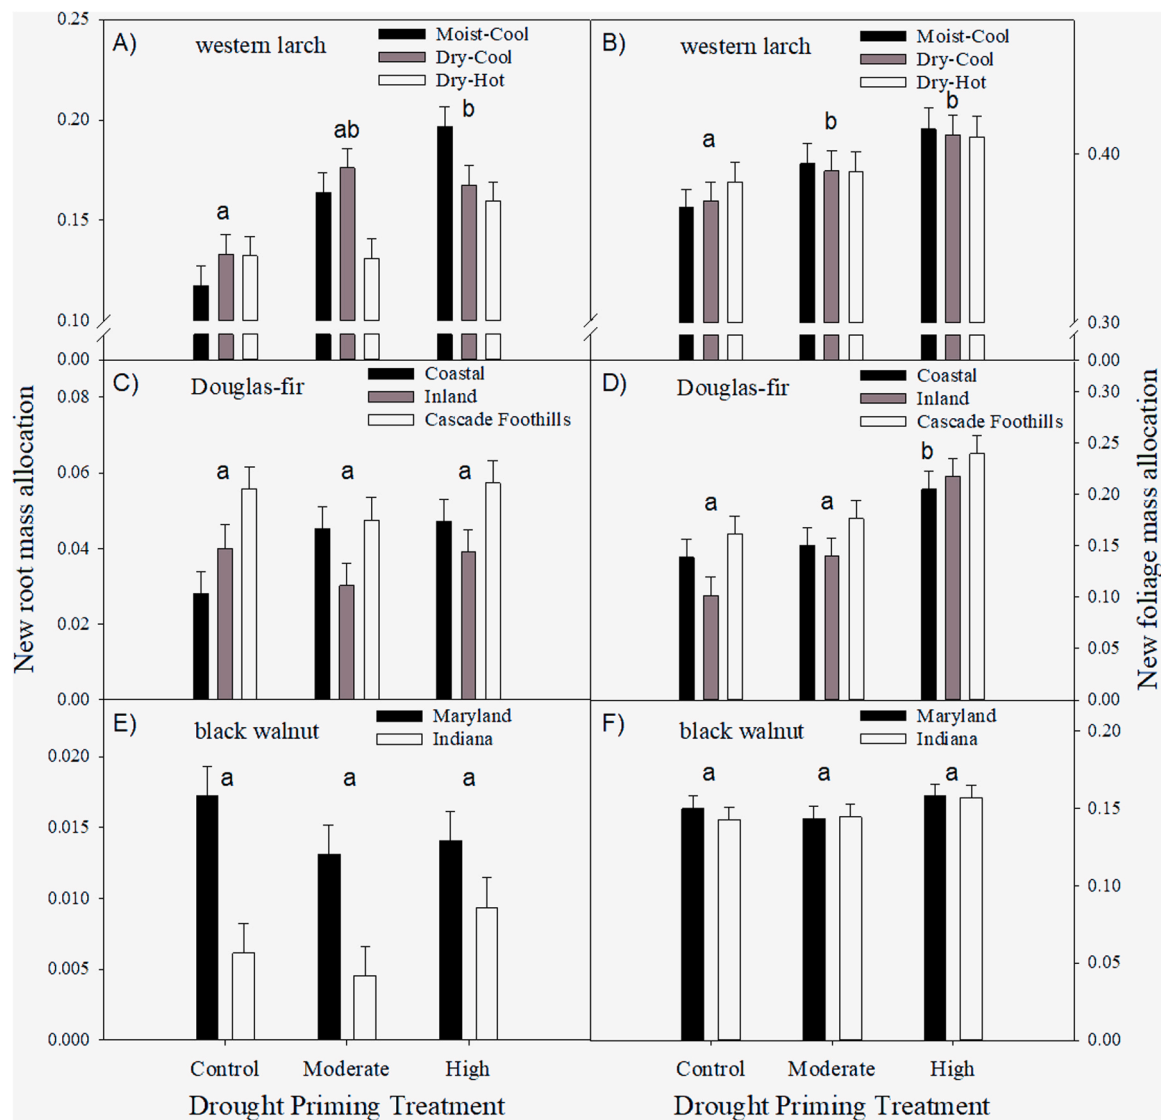 New root mass allocation
A)
western larch
Moist-Cool
Dry-Cool
Dry-Hot
0.25
0.20
0.15
0.10
0.00
a
ab
b
B)
western larch
Moist-Cool
Dry-Cool
Dry-Hot
a
b
b
0.40
0.30
0.00
C)
Douglas-fir
Coastal
Inland
Cascade Foothills
0.08
0.06
0.04
0.02
0.00
a
a
a
D)
Douglas-fir
Coastal
Inland
Cascade Foothills
a
a
b
0.30
0.25
0.20
0.15
0.10
0.05
0.00
E)
black walnut
Maryland
Indiana
0.020
0.015
0.010
0.005
0.000
a
a
a
F)
black walnut
Maryland
Indiana
a
a
a
0.20
0.15
0.10
0.05
0.00
New foliage mass allocation
Control Moderate High
Drought Priming Treatment
Control Moderate High
Drought Priming Treatment